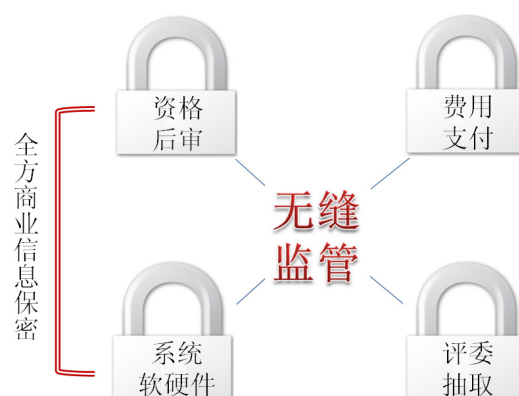 资格
后审
费用
支付
全方商业信息保密
无缝
监管
系统
软硬件
评委
抽取